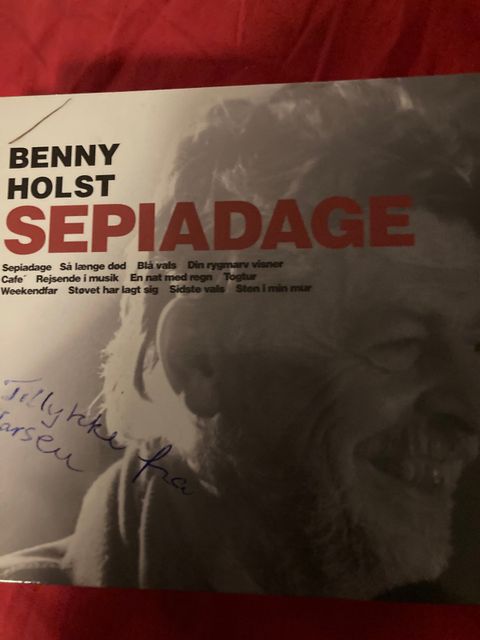 BENNY
HOLST
SEPIADAGE
Sepiadage Så længe død Blå vals Din rygmarv visner
Cafe´ Rejsende i musik En nat med regn Togtur
Weekendfar Støvet har lagt sig Sidste vals Sten i min mur
Tillykke fra
Larsen